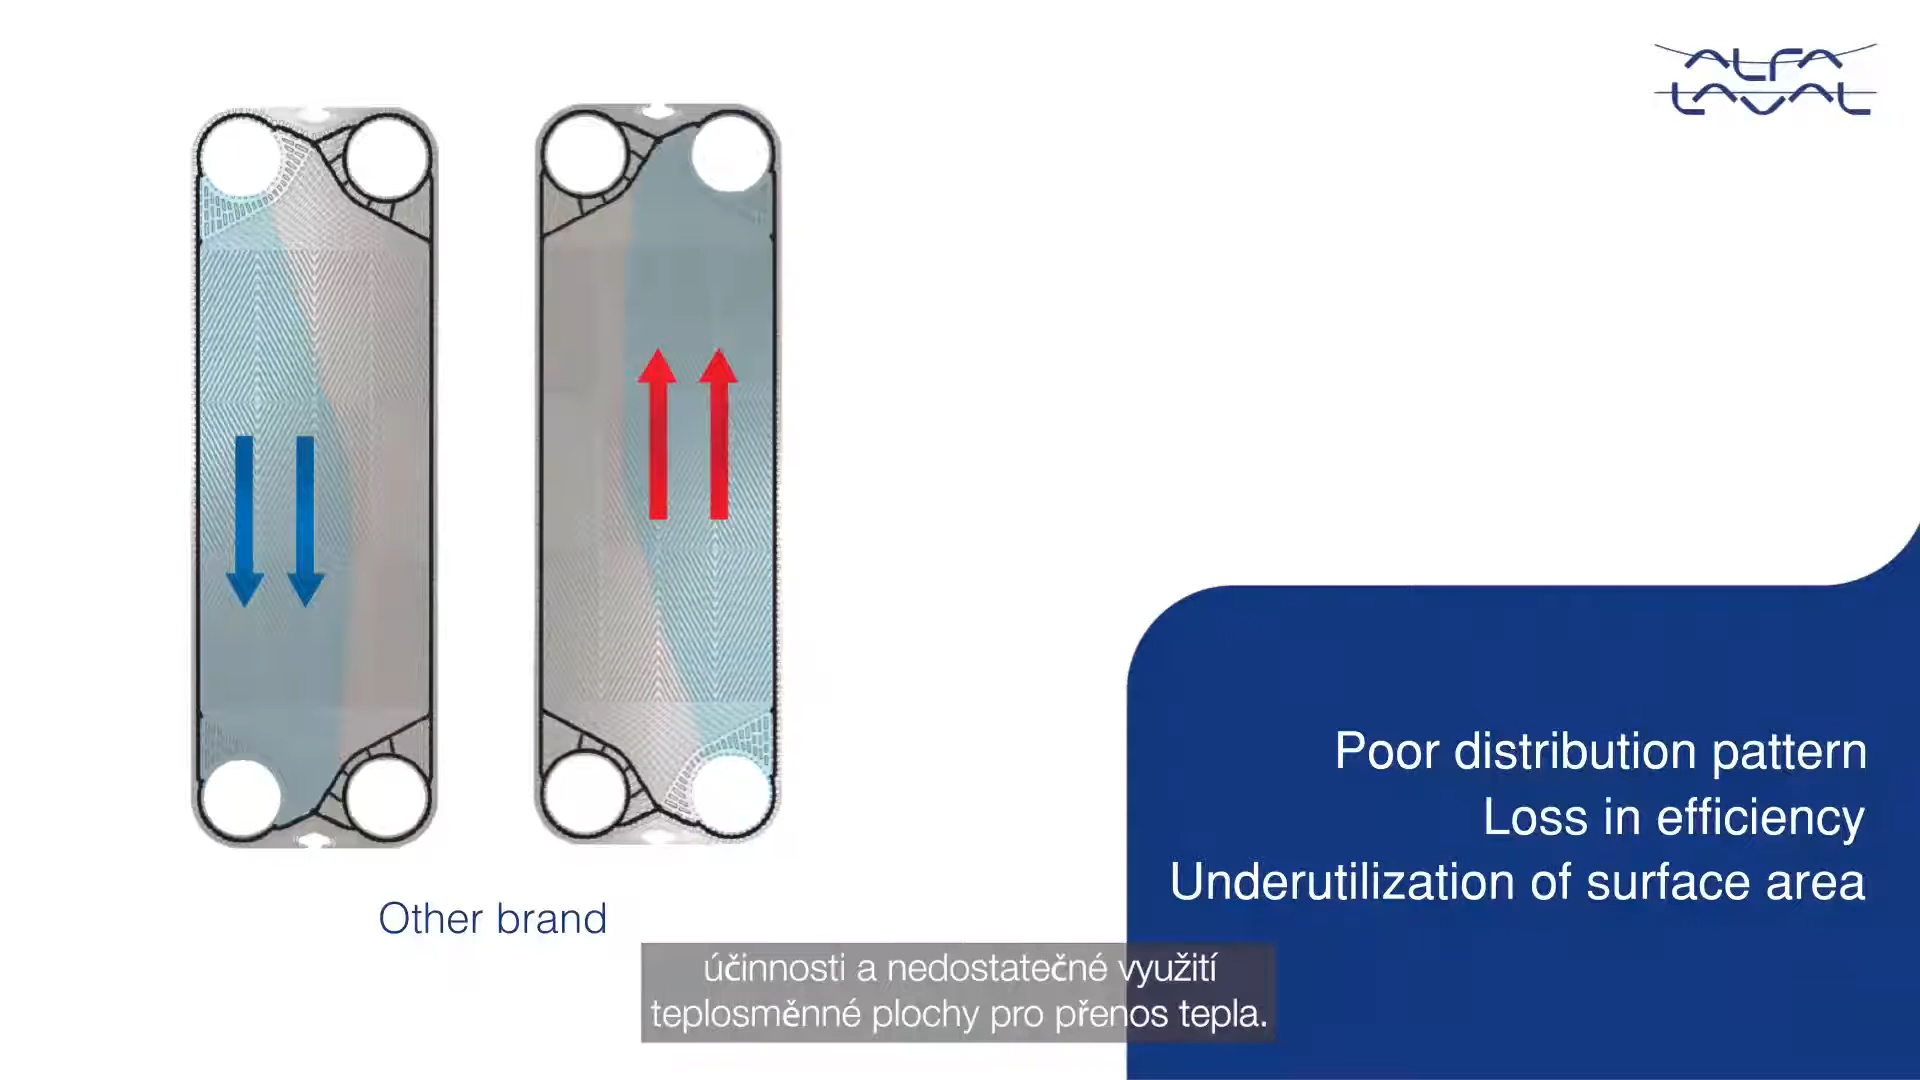 ALFA
LAVAL
Poor distribution pattern
Loss in efficiency
Underutilization of surface area
Other brand
účinnosti a nedostatečné využití
teplosměnné plochy pro přenos tepla.